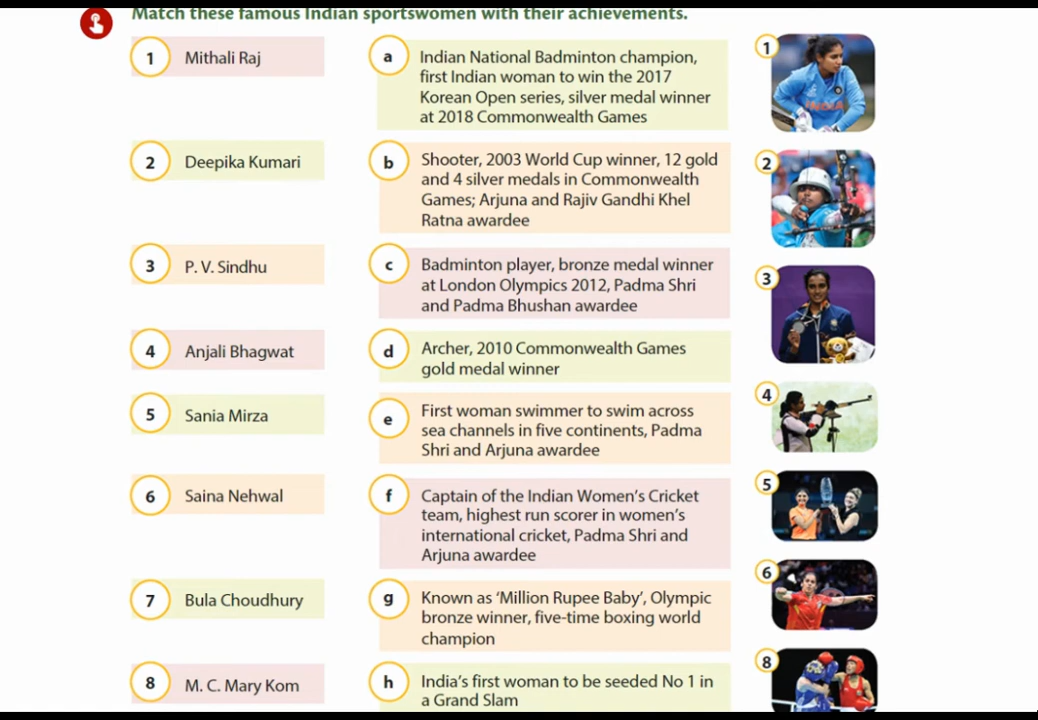 Match these famous Indian sportswomen with their achievements.
1 Mithali Raj
a Indian National Badminton champion,
first Indian woman to win the 2017
Korean Open series, silver medal winner
at 2018 Commonwealth Games
1
2 Deepika Kumari
b Shooter, 2003 World Cup winner, 12 gold
and 4 silver medals in Commonwealth
Games; Arjuna and Rajiv Gandhi Khel
Ratna awardee
2
3 P. V. Sindhu
c Badminton player, bronze medal winner
at London Olympics 2012, Padma Shri
and Padma Bhushan awardee
3
4 Anjali Bhagwat
d Archer, 2010 Commonwealth Games
gold medal winner
4
5 Sania Mirza
e First woman swimmer to swim across
sea channels in five continents, Padma
Shri and Arjuna awardee
5
6 Saina Nehwal
f Captain of the Indian Women's Cricket
team, highest run scorer in women's
international cricket, Padma Shri and
Arjuna awardee
6
7 Bula Choudhury
g Known as 'Million Rupee Baby', Olympic
bronze winner, five-time boxing world
champion
8 M. C. Mary Kom
h India's first woman to be seeded No 1 in
a Grand Slam
8
INDIA